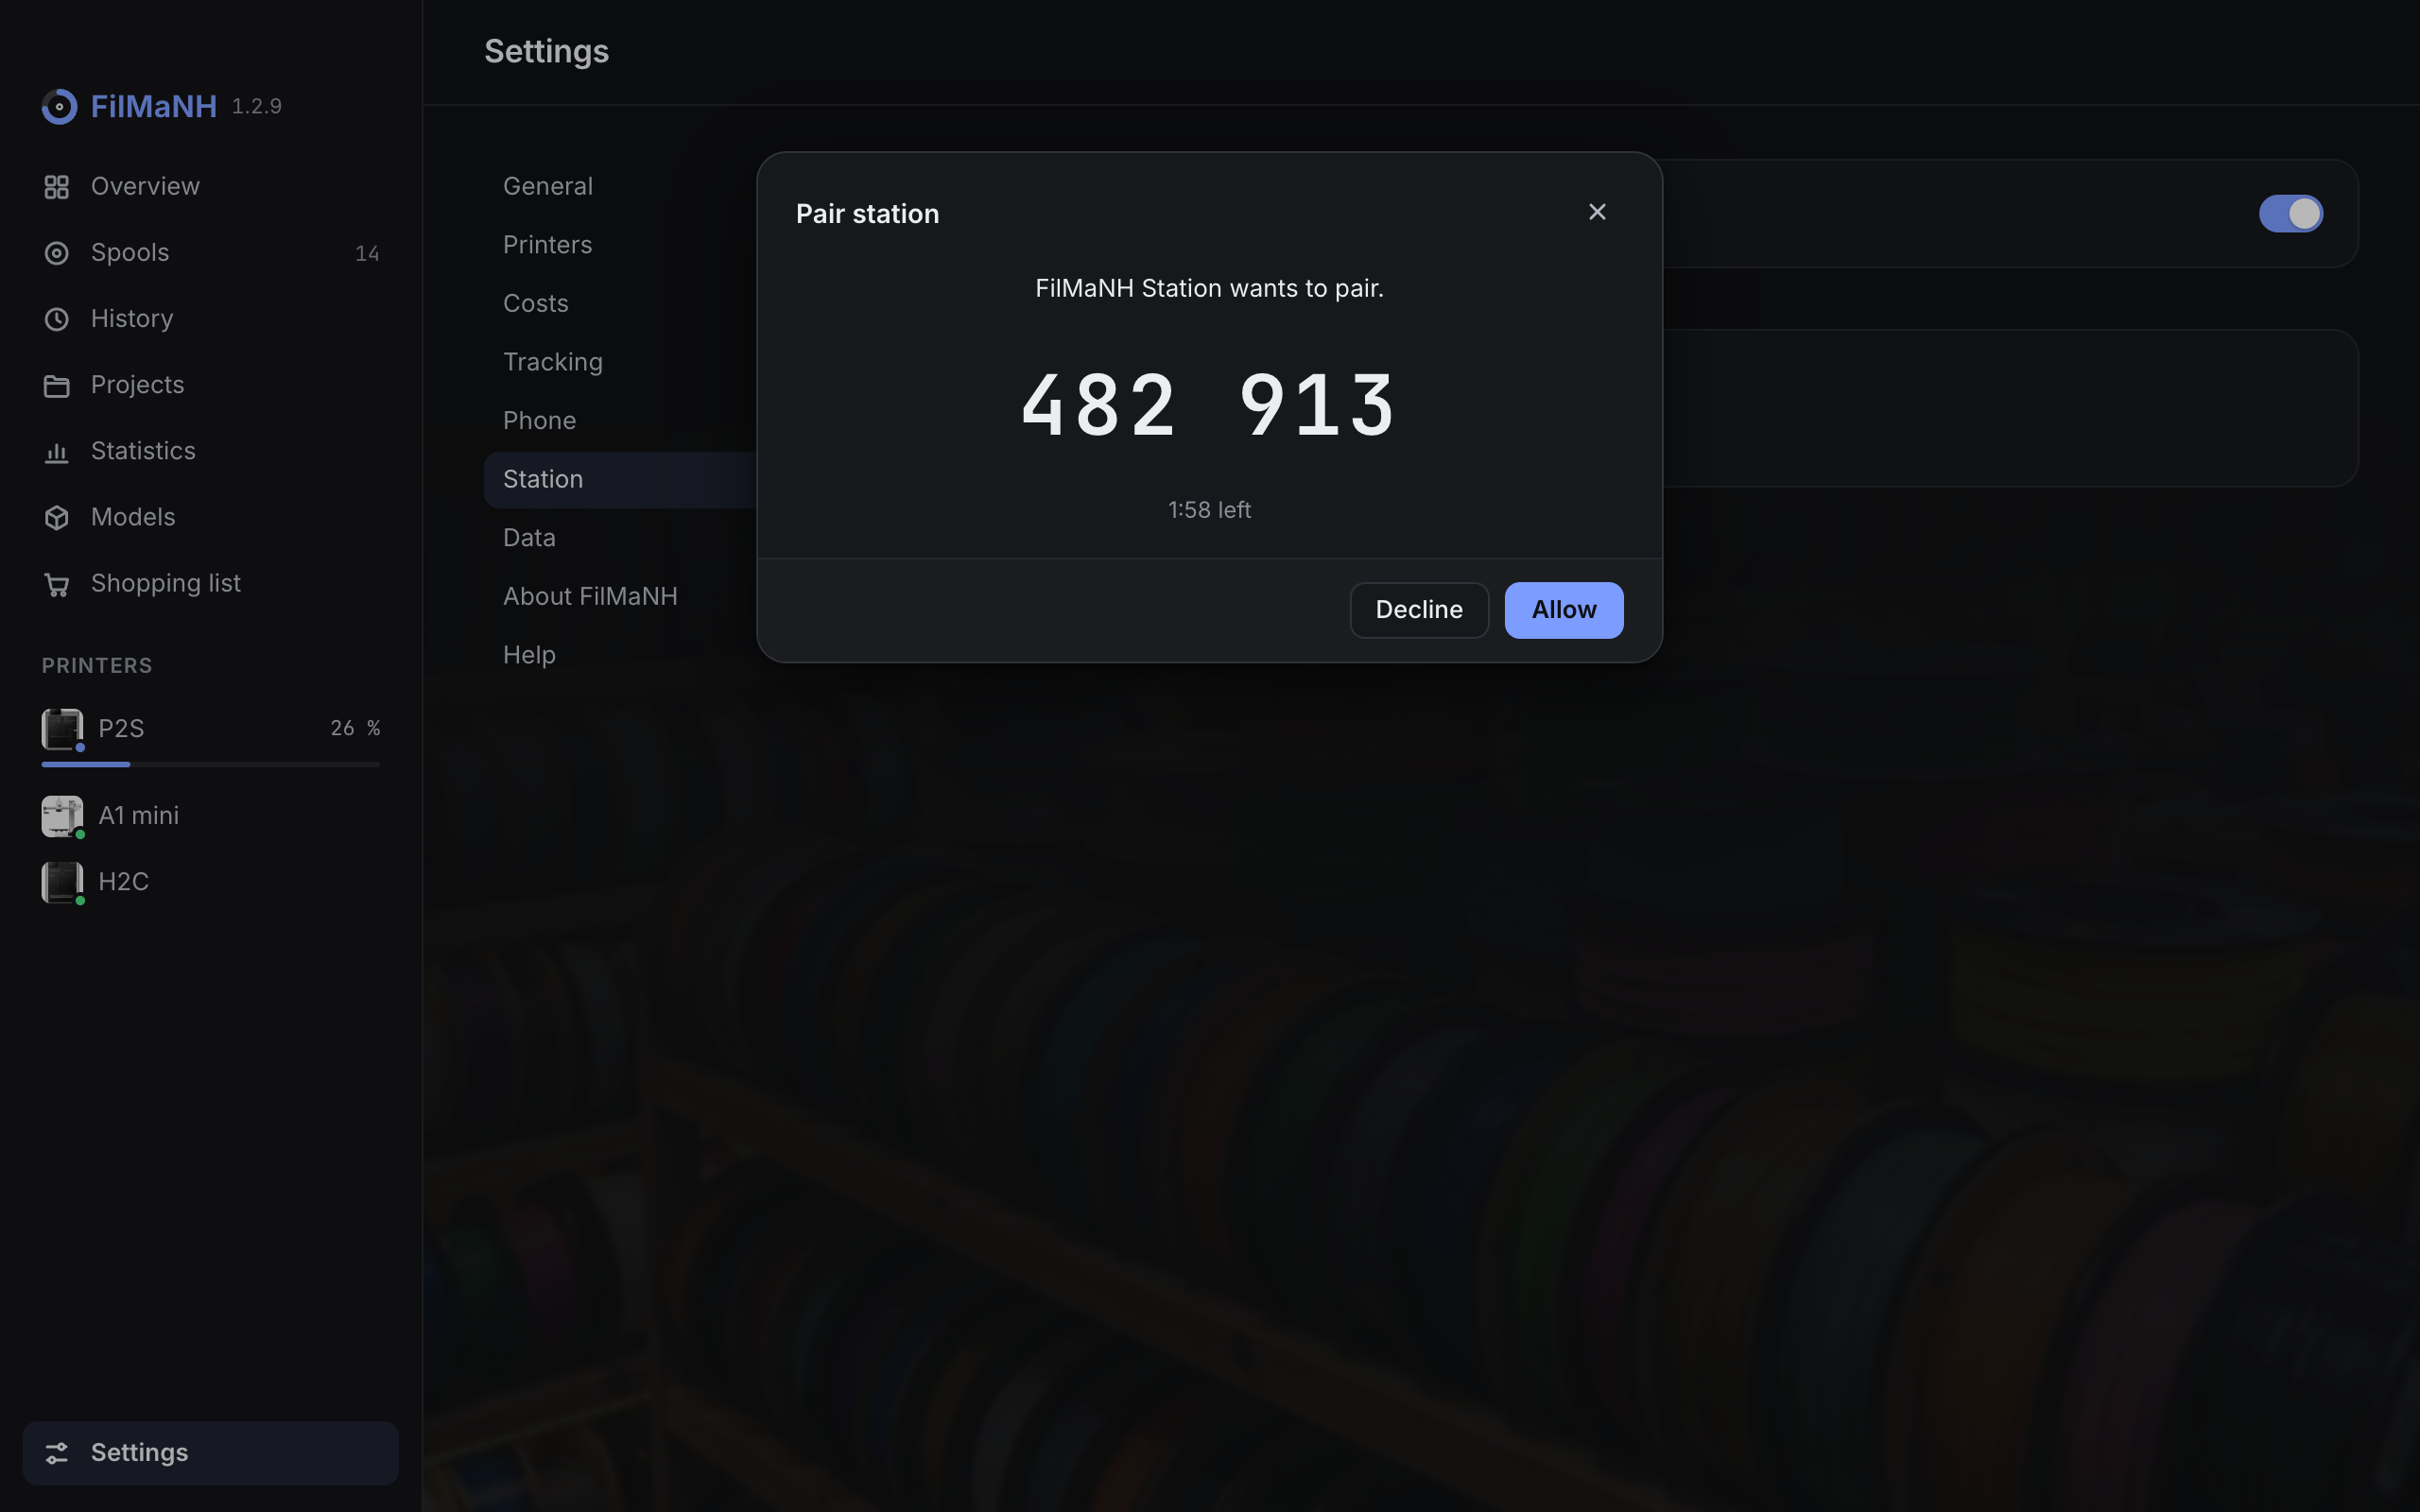 FilMaNH 1.2.9
Overview
Spools 14
History
Projects
Statistics
Models
Shopping list
PRINTERS
P2S 26 %
A1 mini
H2C
Settings
Settings
General
Printers
Costs
Tracking
Phone
Station
Data
About FilMaNH
Help
Pair station
FilMaNH Station wants to pair.
482 913
1:58 left
Decline Allow